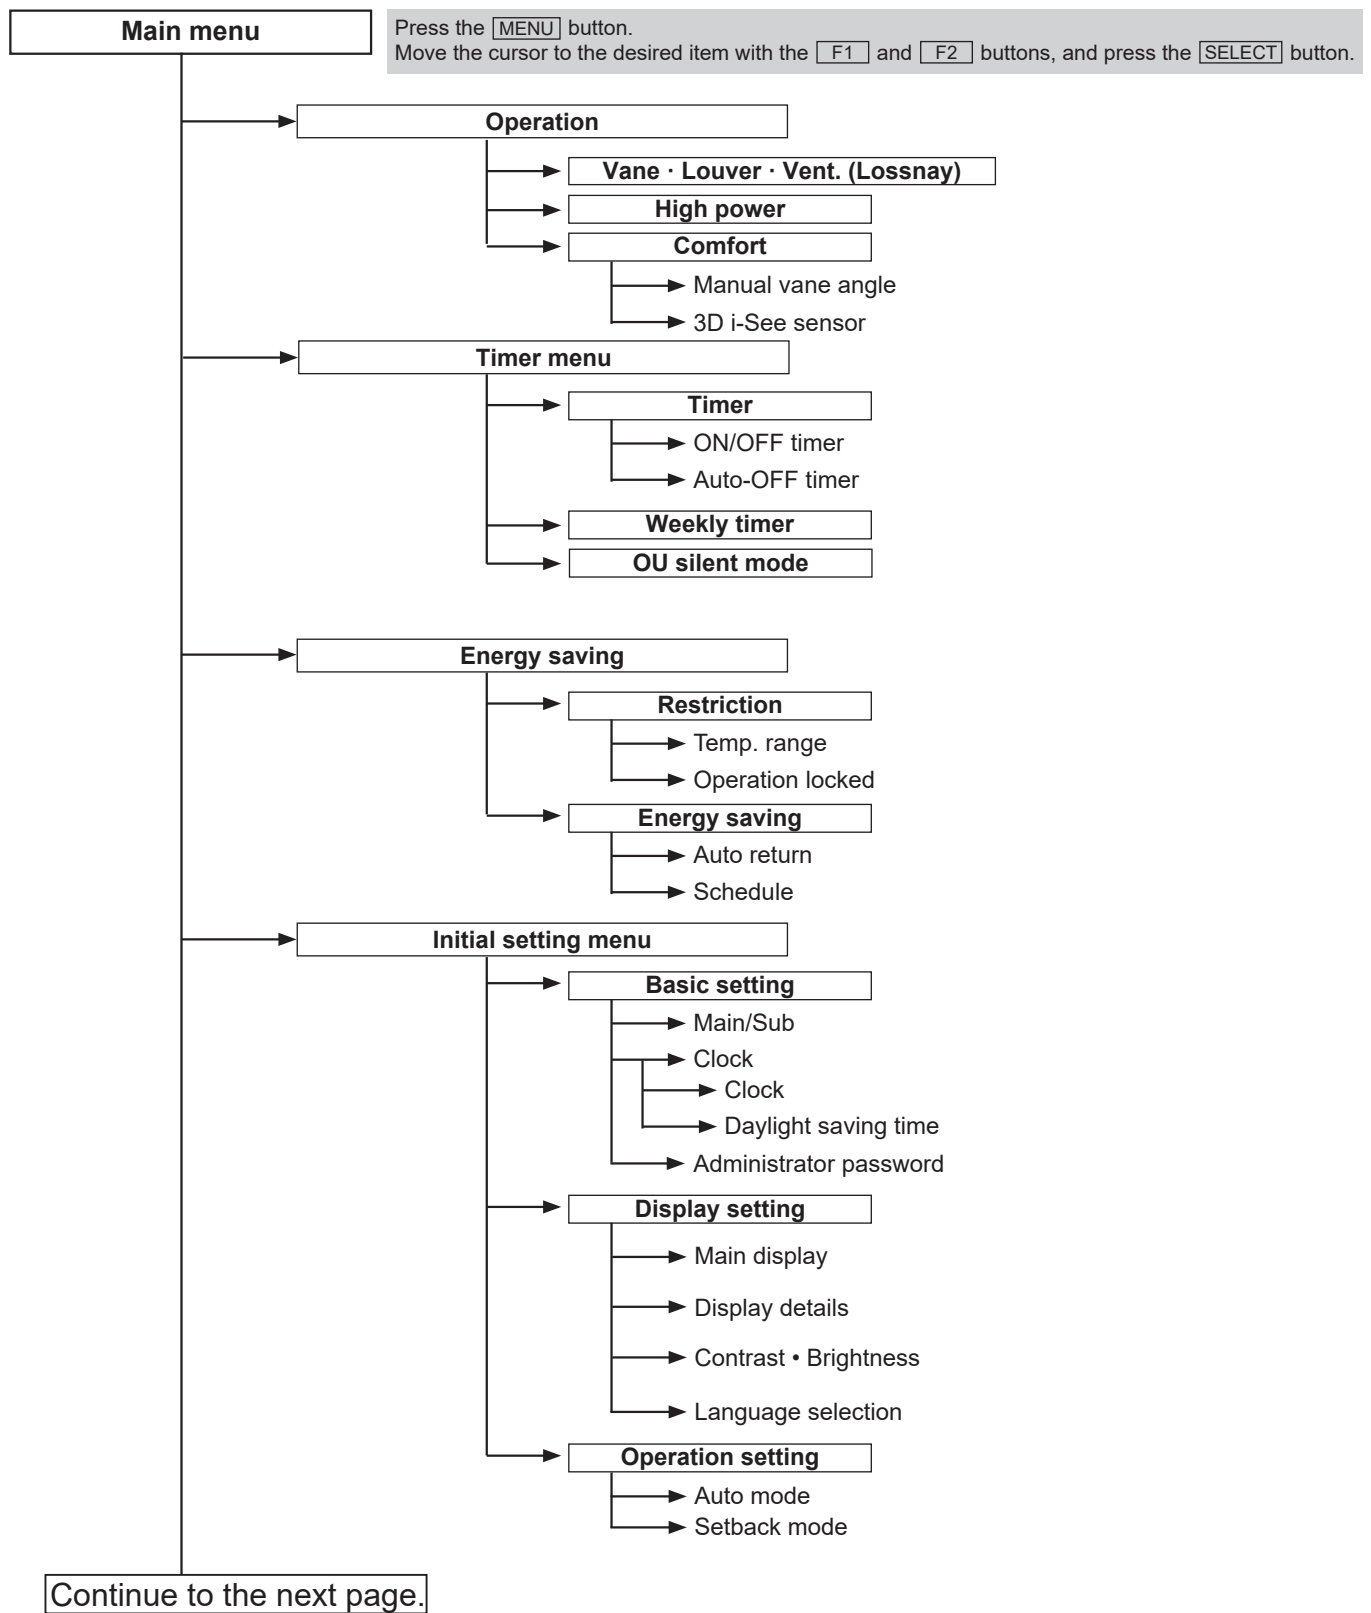 Main menu
Press the MENU button.
Move the cursor to the desired item with the F1 and F2 buttons, and press the SELECT button.
Operation
Vane · Louver · Vent. (Lossnay)
High power
Comfort
Manual vane angle
3D i-See sensor
Timer menu
Timer
ON/OFF timer
Auto-OFF timer
Weekly timer
OU silent mode
Energy saving
Restriction
Temp. range
Operation locked
Energy saving
Auto return
Schedule
Initial setting menu
Basic setting
Main/Sub
Clock
Clock
Daylight saving time
Administrator password
Display setting
Main display
Display details
Contrast • Brightness
Language selection
Operation setting
Auto mode
Setback mode
Continue to the next page.